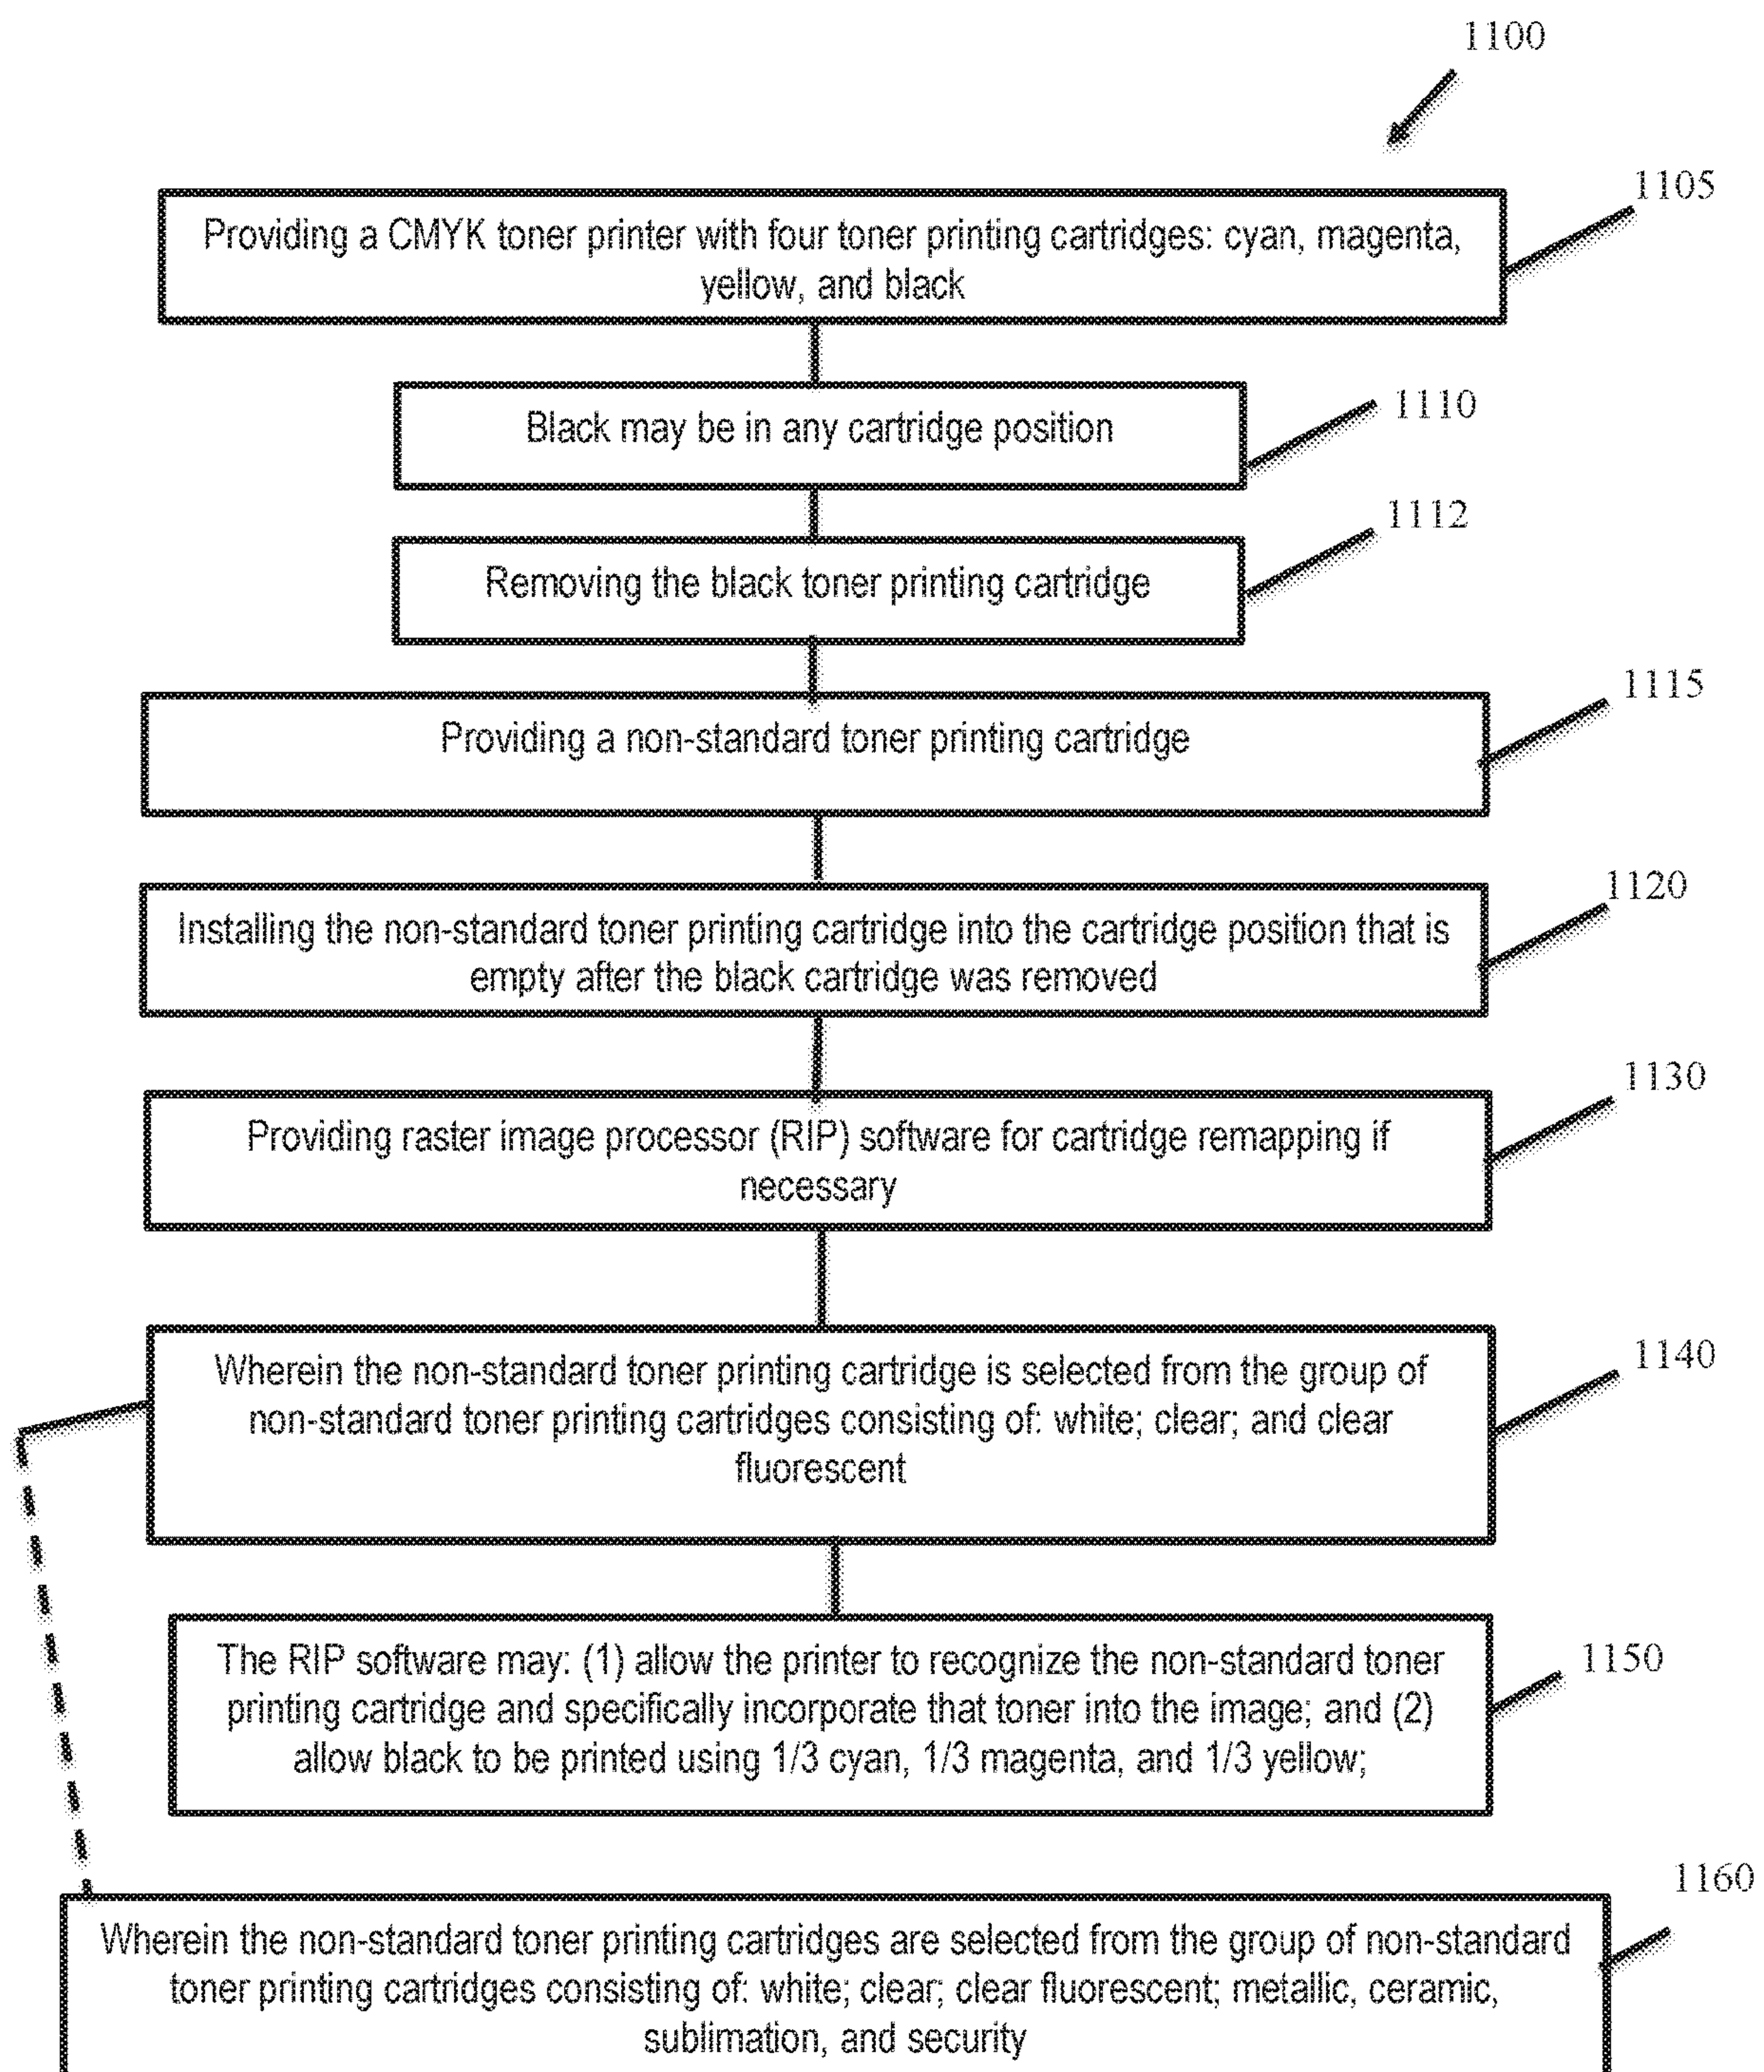 1100
1105
Providing a CMYK toner printer with four toner printing cartridges: cyan, magenta,
yellow, and black
1110
Black may be in any cartridge position
1112
Removing the black toner printing cartridge
1115
Providing a non-standard toner printing cartridge
1120
Installing the non-standard toner printing cartridge into the cartridge position that is
empty after the black cartridge was removed
1130
Providing raster image processor (RIP) software for cartridge remapping if
necessary
1140
Wherein the non-standard toner printing cartridge is selected from the group of
non-standard toner printing cartridges consisting of: white; clear; and clear
fluorescent
1150
The RIP software may: (1) allow the printer to recognize the non-standard toner
printing cartridge and specifically incorporate that toner into the image; and (2)
allow black to be printed using 1/3 cyan, 1/3 magenta, and 1/3 yellow;
1160
Wherein the non-standard toner printing cartridges are selected from the group of non-standard
toner printing cartridges consisting of: white; clear; clear fluorescent; metallic, ceramic,
sublimation, and security